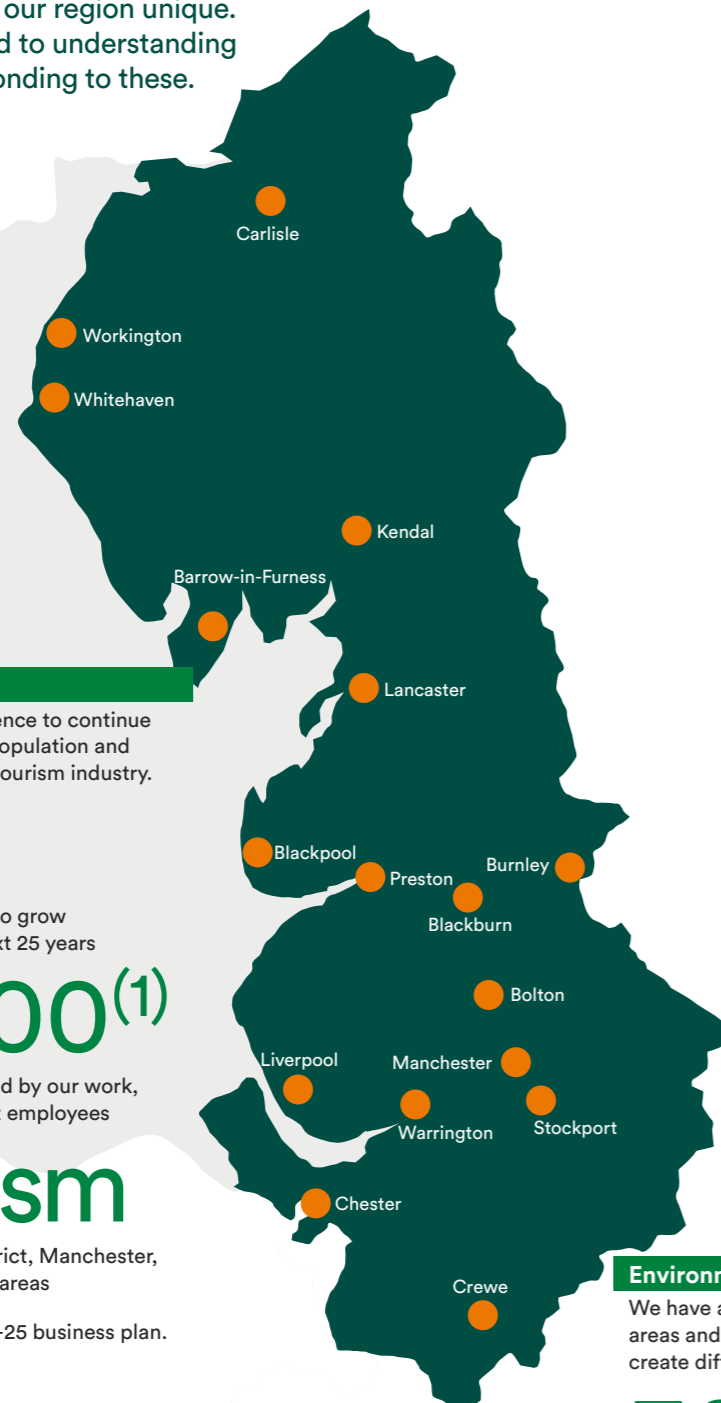 our region unique.
to understanding
onding to these.
Carlisle
Workington
Whitehaven
Kendal
Barrow-in-Furness
Lancaster
ence to continue
opulation and
ourism industry.
Blackpool
Preston
Burnley
Blackburn
o grow
xt 25 years
Bolton
00(1)
Liverpool
Manchester
d by our work,
employees
Warrington
Stockport
sm
Chester
rict, Manchester,
areas
Crewe
-25 business plan.
Environm
We have a
areas and
create diff